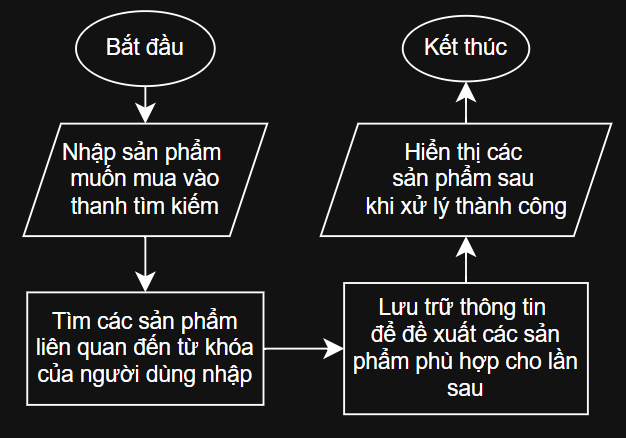 Bắt đầu
Nhập sản phẩm
muốn mua vào
thanh tìm kiếm
Tìm các sản phẩm
liên quan đến từ khóa
của người dùng nhập
Lưu trữ thông tin
để đề xuất các sản
phẩm phù hợp cho lần
sau
Hiển thị các
sản phẩm sau
khi xử lý thành công
Kết thúc